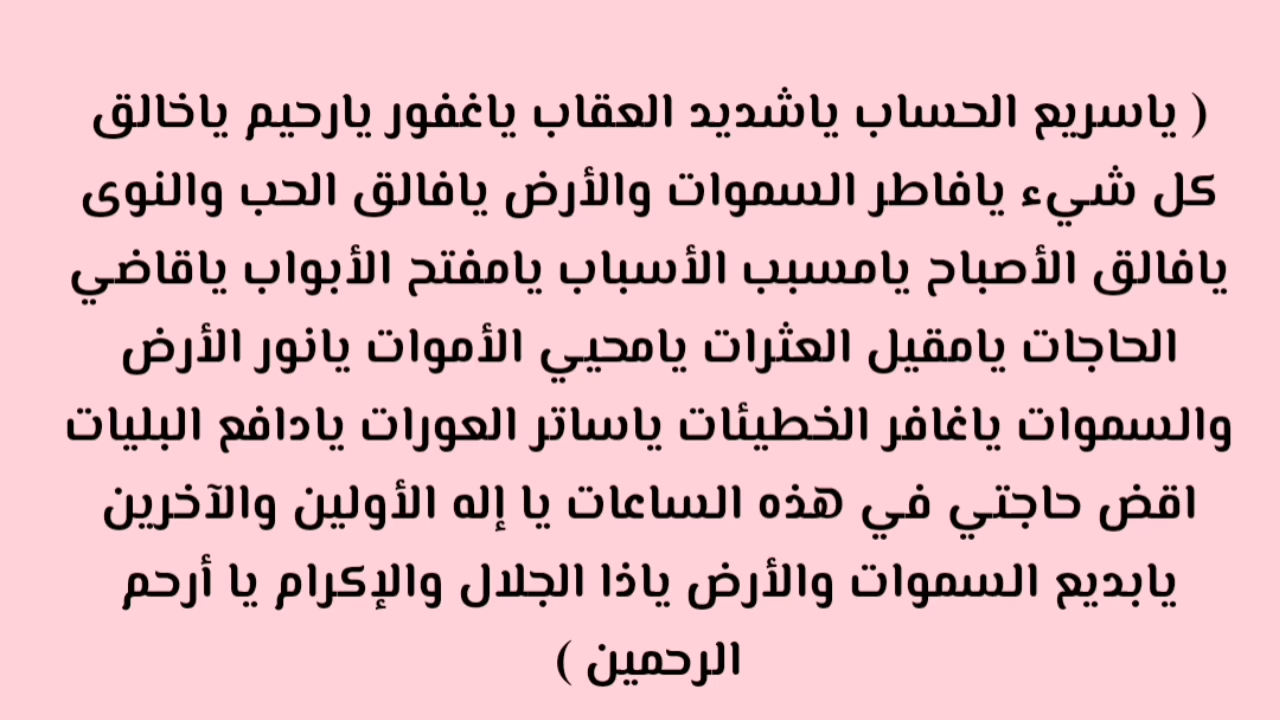 ( ياسريع الحساب ياشديد العقاب ياغفور يارحيم ياخالق
كل شيء يافاطر السموات والأرض يافالق الحب والنوى
يافالق الأصباح يامسبب الأسباب يامفتح الأبواب ياقاضي
الحاجات يامقيل العثرات يامحيي الأموات يانور الأرض
والسموات ياغافر الخطيئات ياساتر العورات يادافع البليات
اقض حاجتي في هذه الساعات يا إله الأولين والآخرين
يابديع السموات والأرض ياذا الجلال والإكرام يا أرحم
الرحمين )